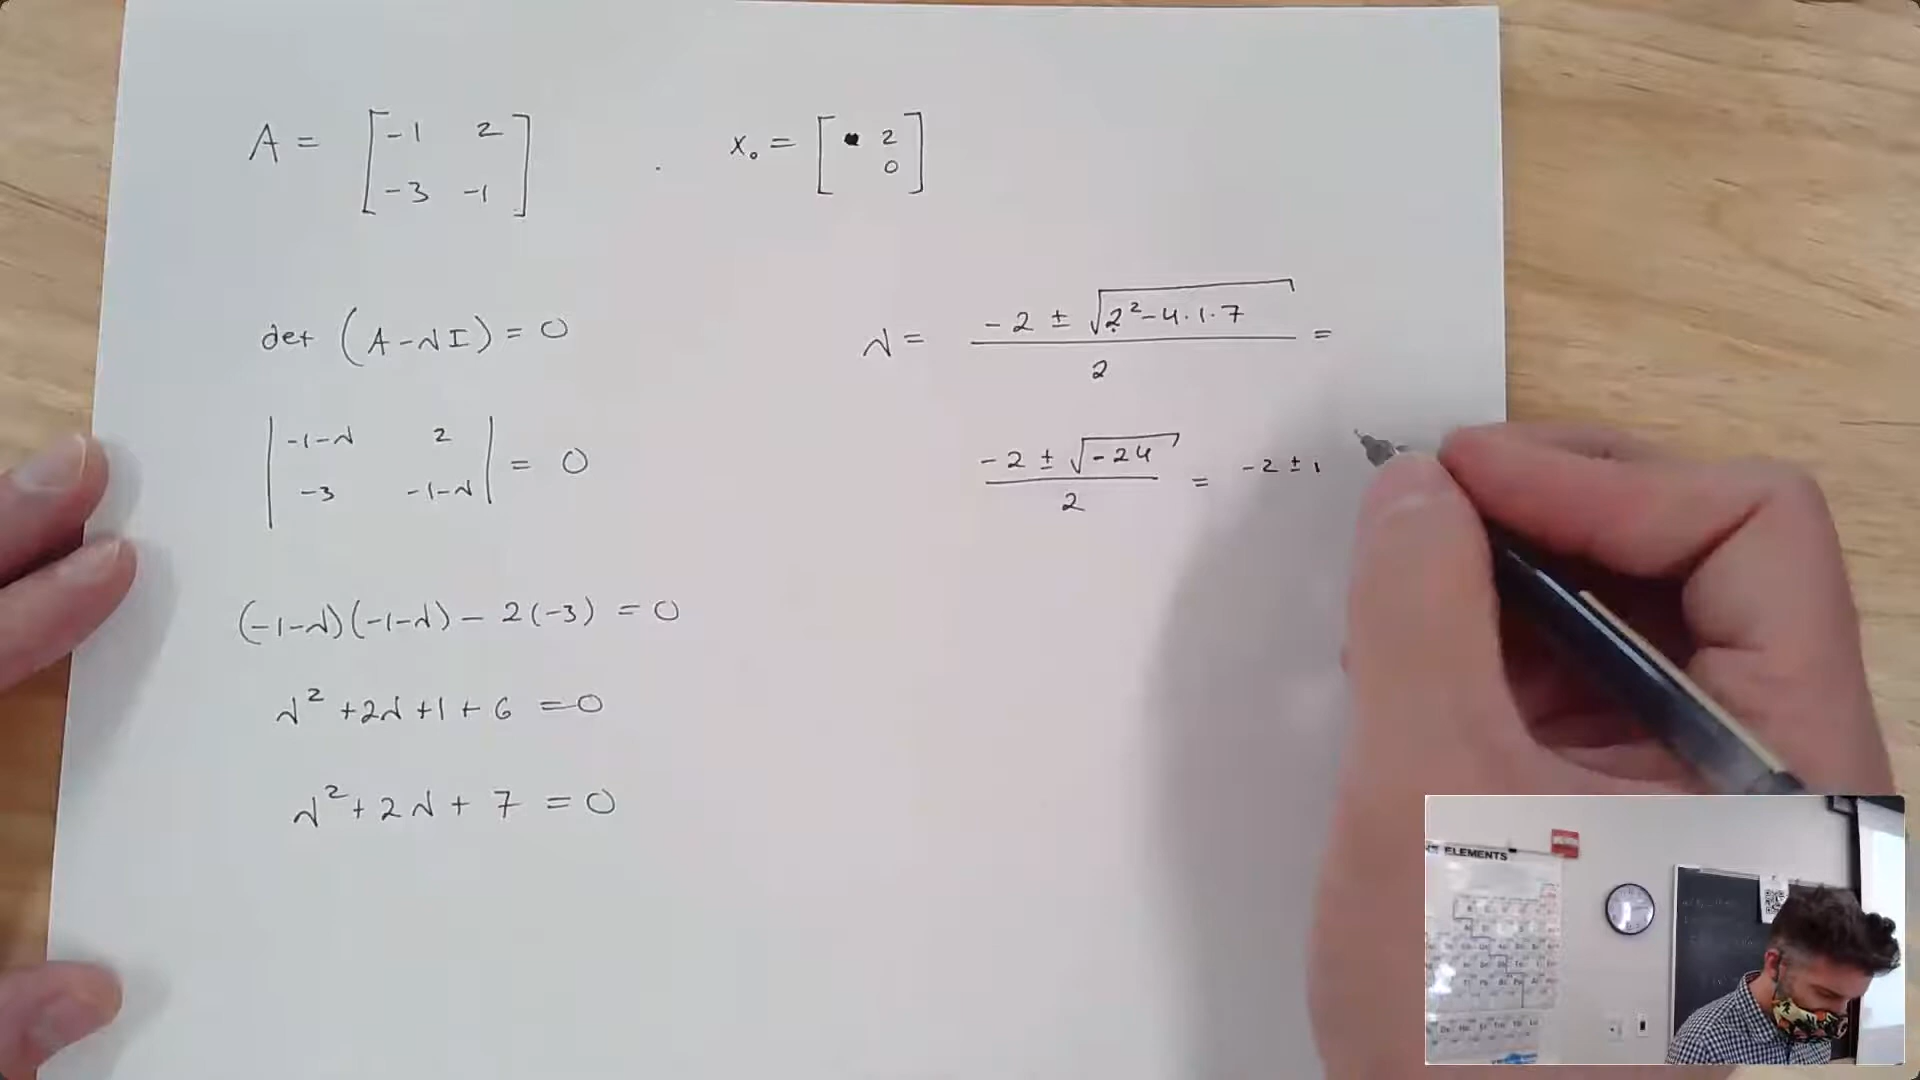 A = [ -1 2 ; -3 -1 ]
x₀ = [ 2 ; 0 ]
det (A-λI) = 0
| -1-λ 2 ; -3 -1-λ | = 0
(-1-λ)(-1-λ) - 2(-3) = 0
λ² + 2λ + 1 + 6 = 0
λ² + 2λ + 7 = 0
λ = (-2 ± √(2² - 4·1·7)) / 2 =
(-2 ± √(-24)) / 2 = -2 ± ı
ELEMENTS